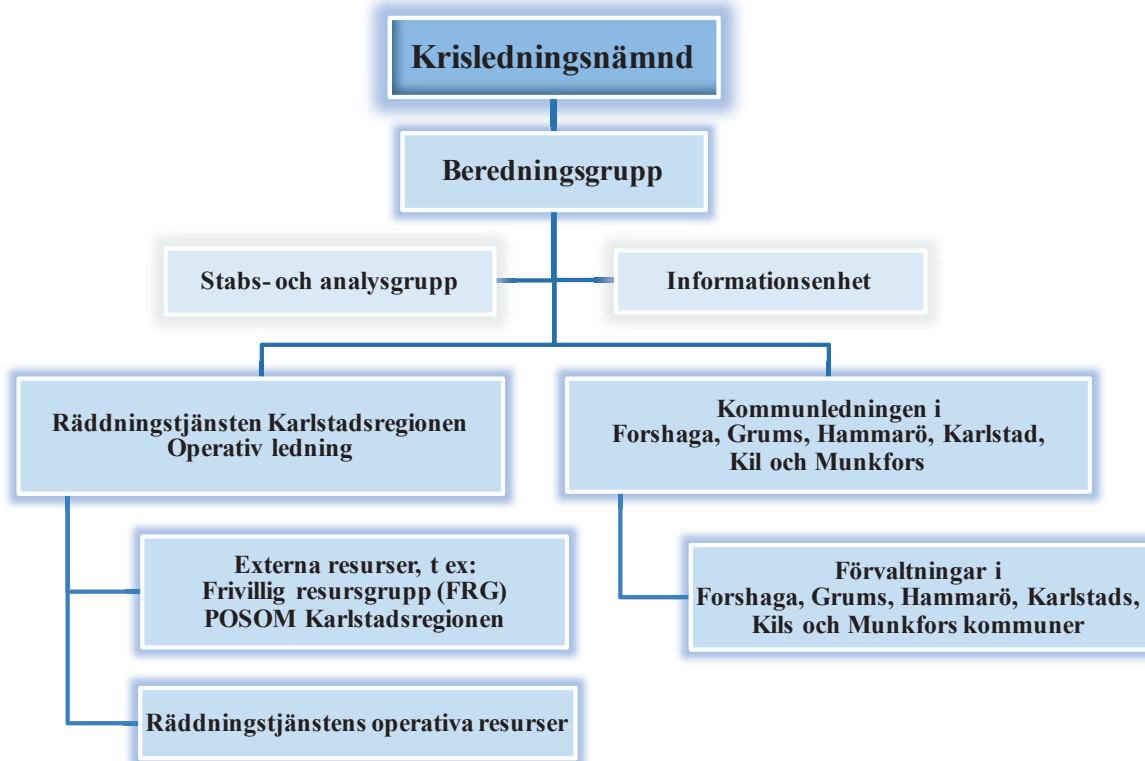 Krisledningsnämnd
Beredningsgrupp
Stabs- och analysgrupp
Informationsenhet
Räddningstjänsten Karlstadsregionen
Operativ ledning
Kommunledningen i
Forshaga, Grums, Hammarö, Karlstad,
Kil och Munkfors
Externa resurser, t ex:
Frivillig resursgrupp (FRG)
POSOM Karlstadsregionen
Förvaltningar i
Forshaga, Grums, Hammarö, Karlstads,
Kils och Munkfors kommuner
Räddningstjänstens operativa resurser